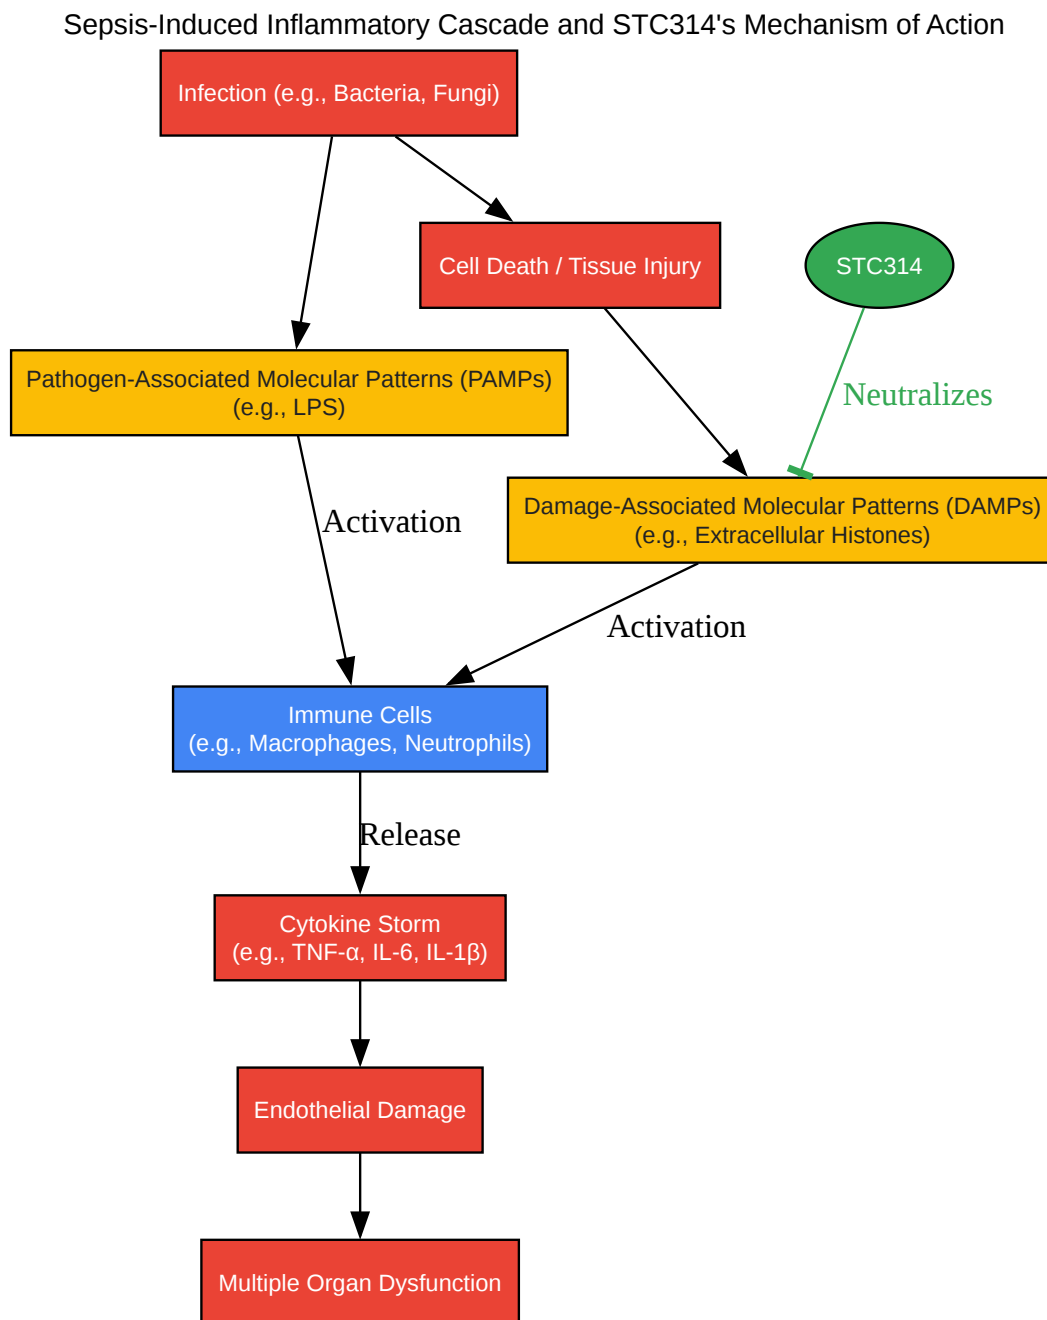 Sepsis-Induced Inflammatory Cascade and STC314's Mechanism of Action
Infection (e.g., Bacteria, Fungi)
Cell Death / Tissue Injury
STC314
Pathogen-Associated Molecular Patterns (PAMPs)
(e.g., LPS)
Neutralizes
Damage-Associated Molecular Patterns (DAMPs)
(e.g., Extracellular Histones)
Activation
Activation
Immune Cells
(e.g., Macrophages, Neutrophils)
Release
Cytokine Storm
(e.g., TNF-α, IL-6, IL-1β)
Endothelial Damage
Multiple Organ Dysfunction